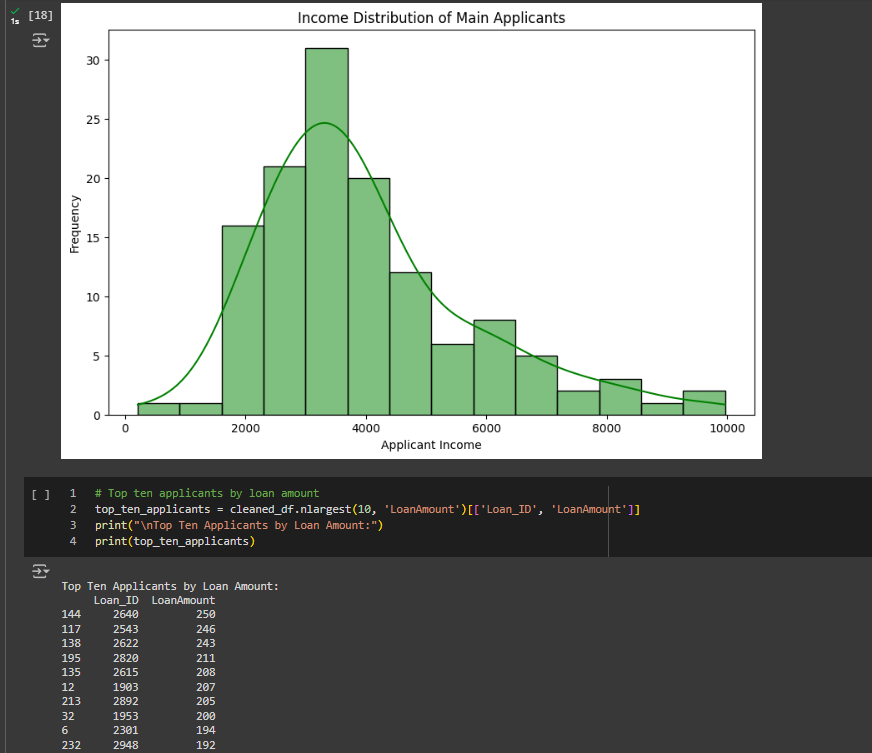 [18]
1s
Income Distribution of Main Applicants
30
25
20
15
10
5
0
Frequency
0 2000 4000 6000 8000 10000
Applicant Income
[ ]
1 # Top ten applicants by loan amount
2 top_ten_applicants = cleaned_df.nlargest(10, 'LoanAmount')[['Loan_ID', 'LoanAmount']]
3 print("\nTop Ten Applicants by Loan Amount:")
4 print(top_ten_applicants)
Top Ten Applicants by Loan Amount:
Loan_ID LoanAmount
144 2640 250
117 2543 246
138 2622 243
195 2820 211
135 2615 208
12 1903 207
213 2892 205
32 1953 200
6 2301 194
232 2948 192